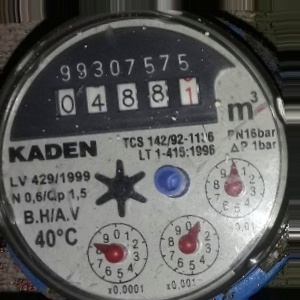 99307575
04881
m³
KADEN
TCS 142/92-1196
PN16bar
LT 1-415:1996
ΔP 1bar
LV 429/1999
N 0,6/Qp 1,5
B.H/A.V
40°C
x0.0001
x0.001